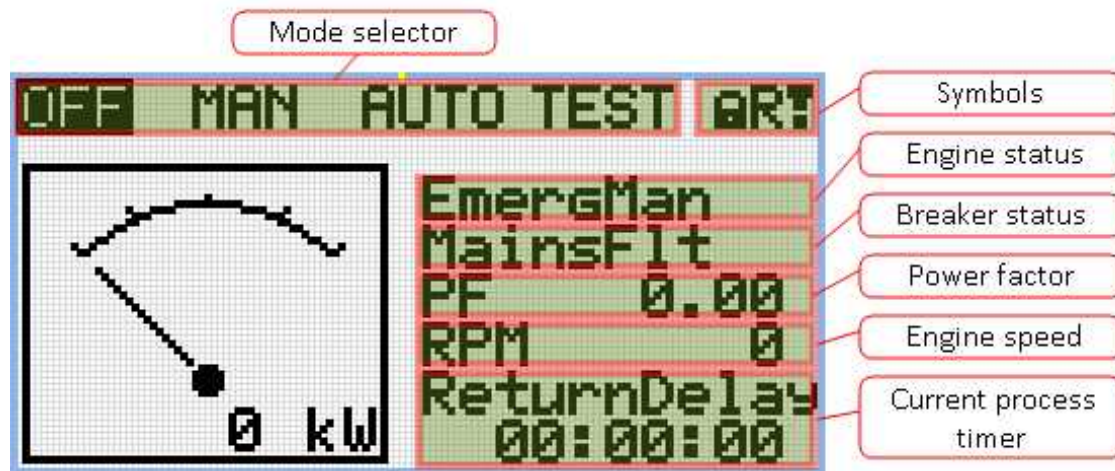 Mode selector
OFF MAN AUTO TEST R!
Symbols
Engine status
EmergMan
Breaker status
MainsFlt
Power factor
PF 0.00
Engine speed
RPM 0
ReturnDelay
Current process
timer
00:00:00
0 kW